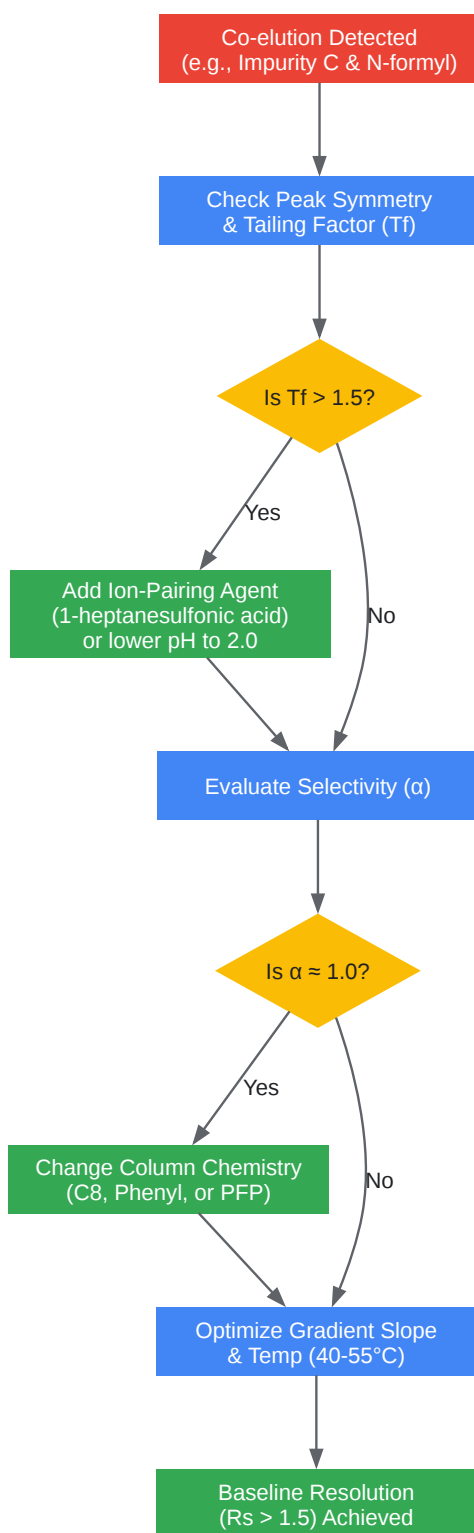 Co-elution Detected
(e.g., Impurity C & N-formyl)
Check Peak Symmetry
& Tailing Factor (Tf)
Is Tf > 1.5?
Yes
Add Ion-Pairing Agent
(1-heptanesulfonic acid)
or lower pH to 2.0
No
Evaluate Selectivity (α)
Is α ≈ 1.0?
Yes
Change Column Chemistry
(C8, Phenyl, or PFP)
No
Optimize Gradient Slope
& Temp (40-55°C)
Baseline Resolution
(Rs > 1.5) Achieved